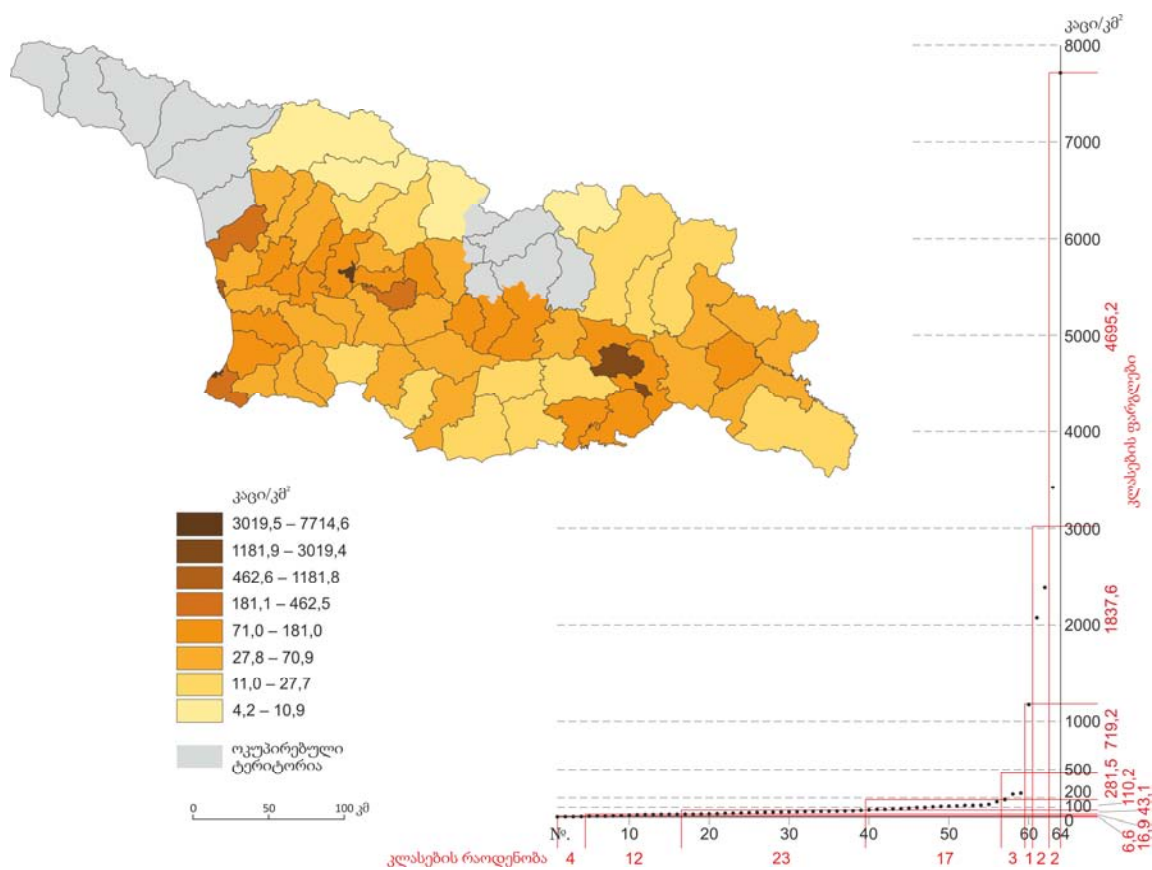 კაცი/კმ²
8000
7000
6000
5000
4000
3000
2000
1000
500
200
100
0
4695,2
1837,6
719,2
281,5
110,2
43,1
16,9
6,6
კლასების ფარგლები
კაცი/კმ²
3019,5 – 7714,6
1181,9 – 3019,4
462,6 – 1181,8
181,1 – 462,5
71,0 – 181,0
27,8 – 70,9
11,0 – 27,7
4,2 – 10,9
ოკუპირებული
ტერიტორია
0 50 100 კმ
№. 10 20 30 40 50 60 64
კლასების რაოდენობა 4 12 23 17 3 1 2 2